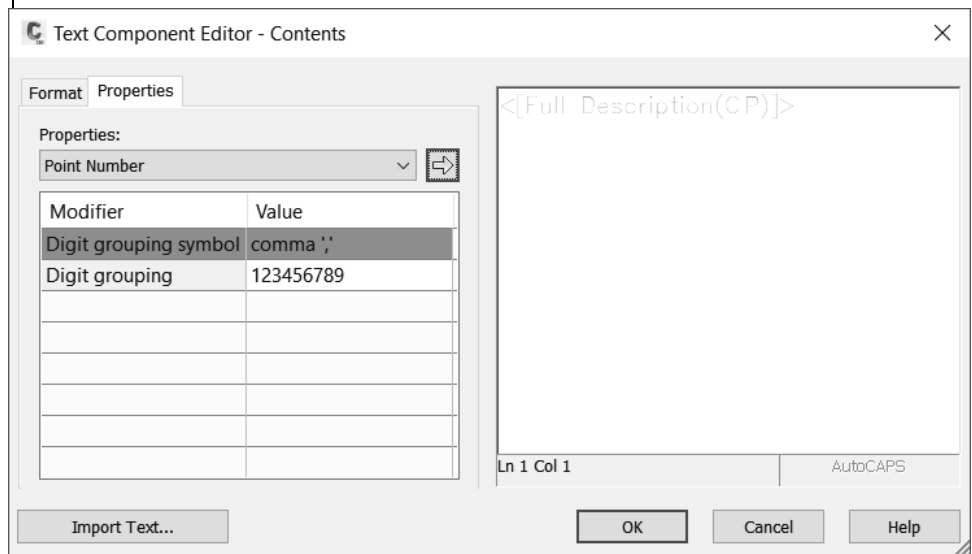 Text Component Editor - Contents
Format Properties
Properties:
Point Number
Modifier Value
Digit grouping symbol comma ','
Digit grouping 123456789
<[Full Description(CP)]>
Ln 1 Col 1
AutoCAPS
Import Text...
OK
Cancel
Help